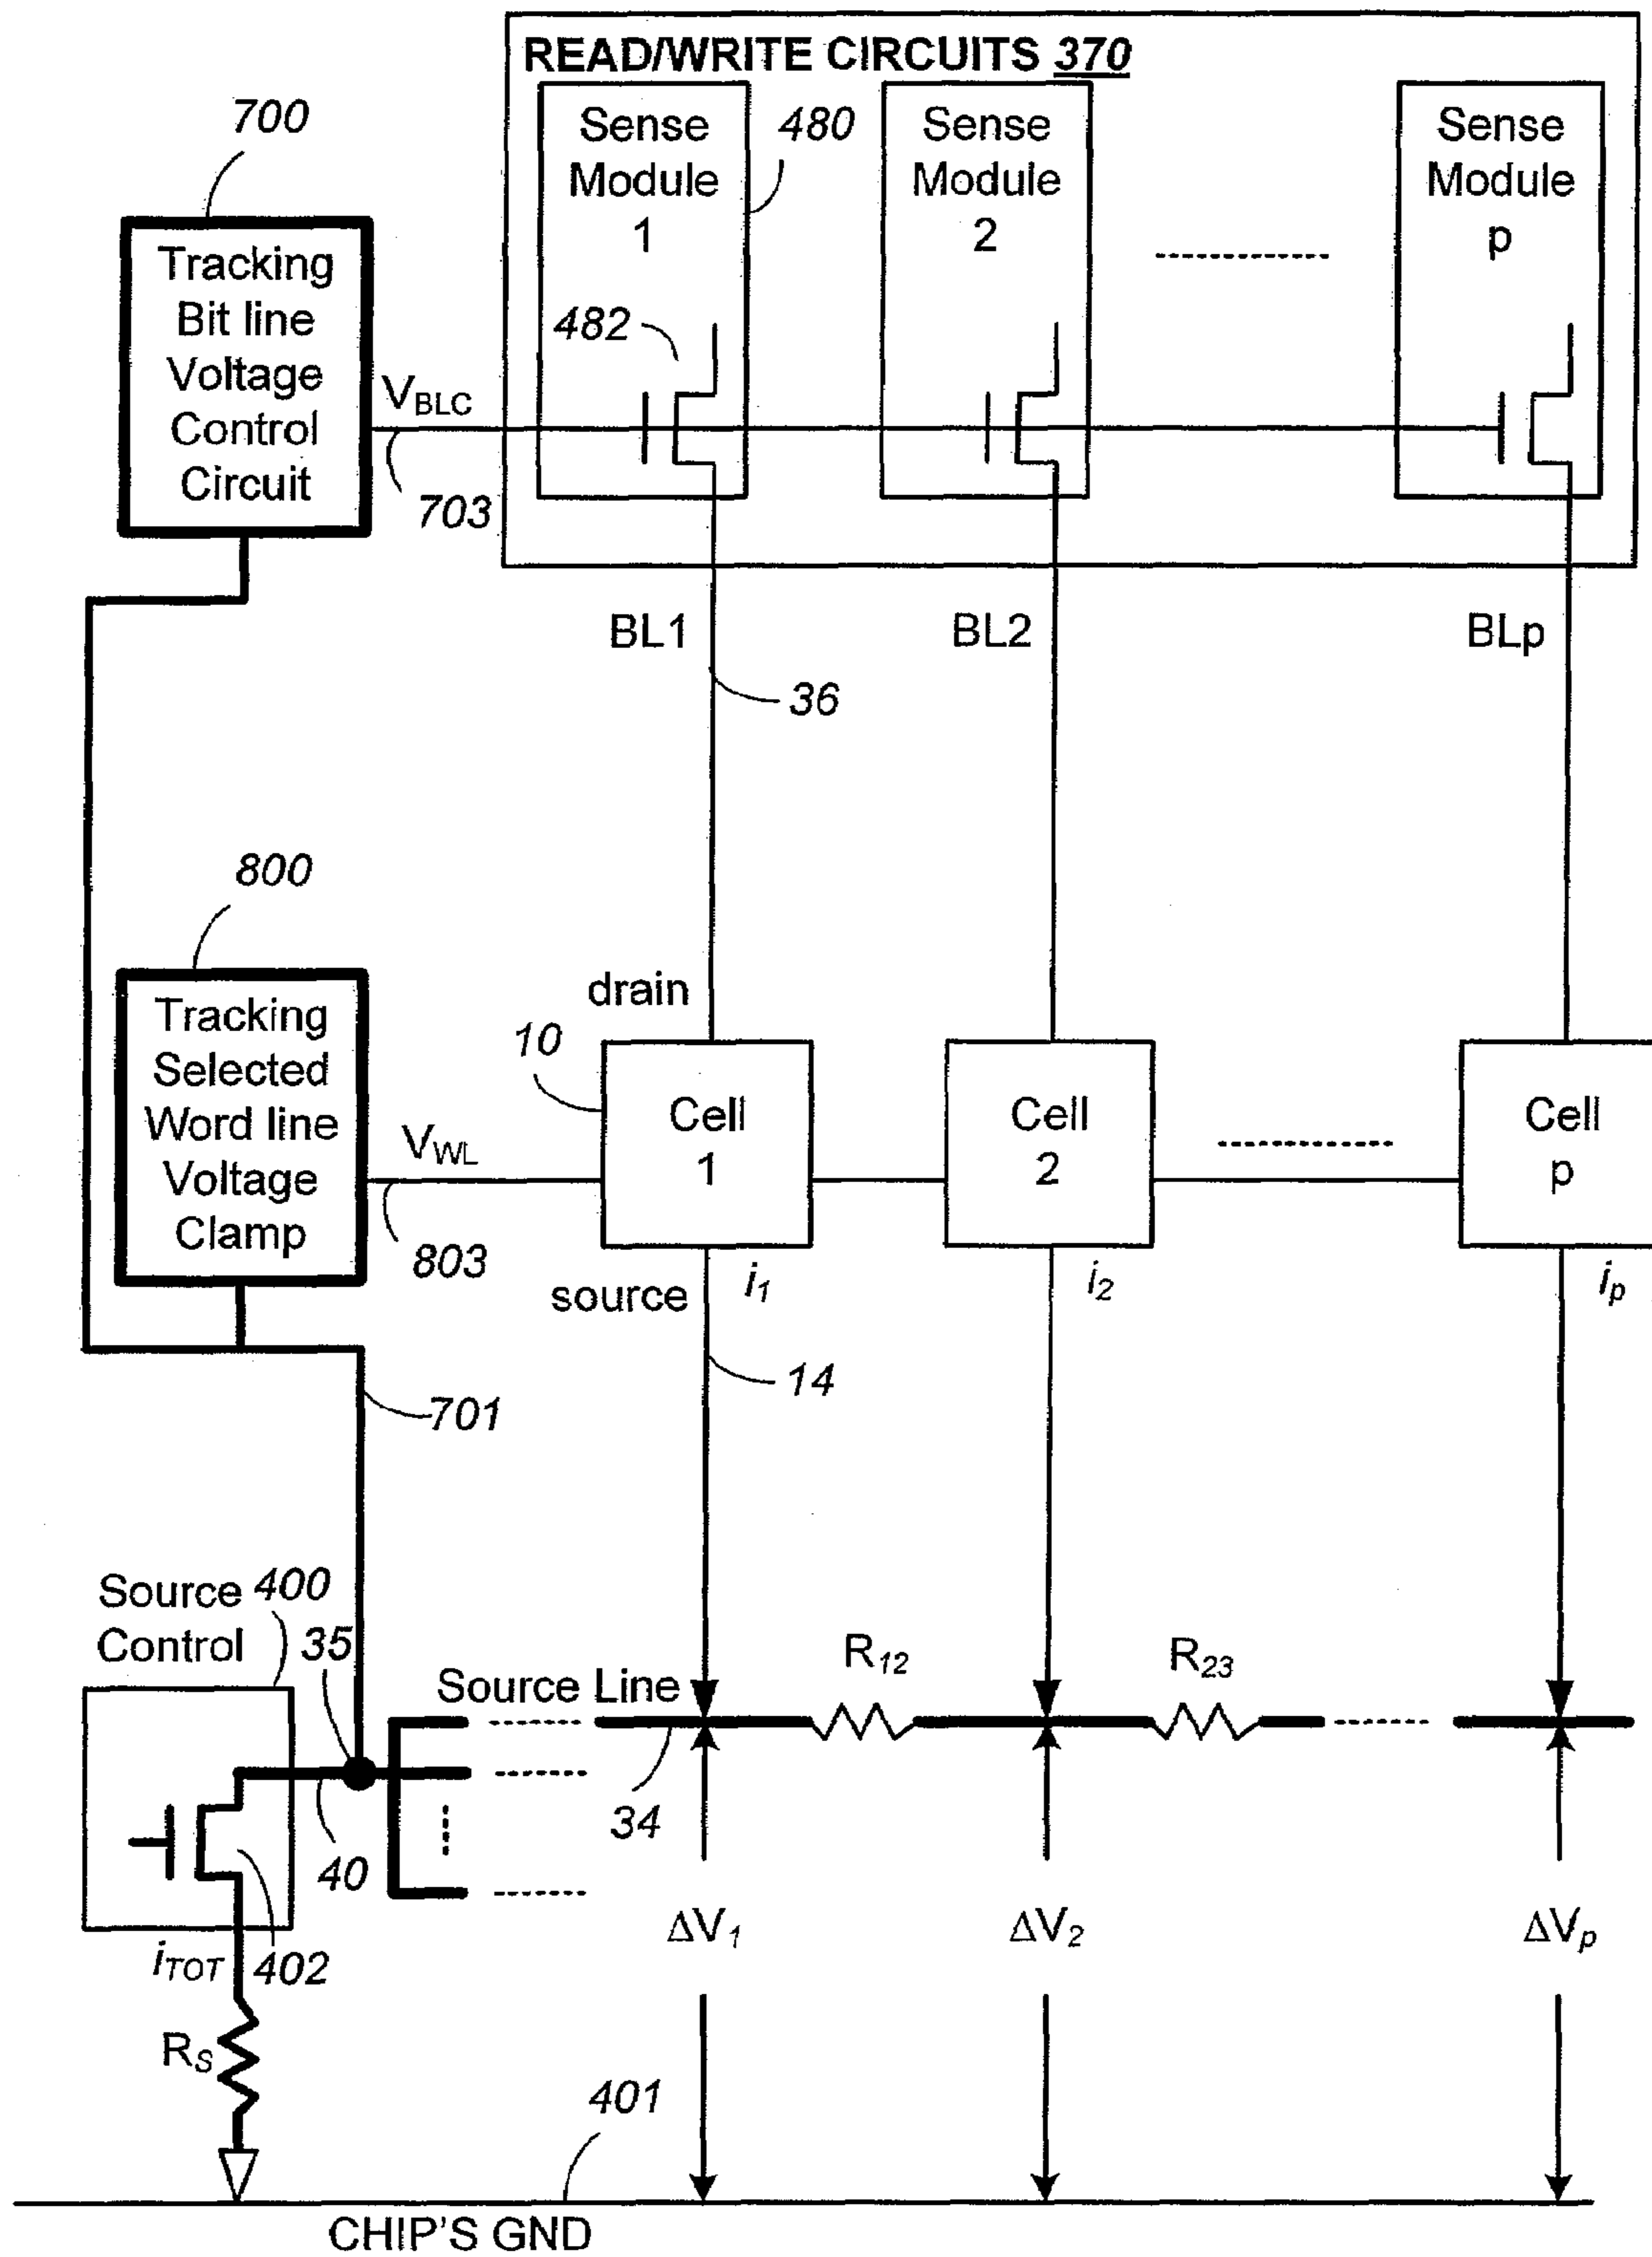 READ/WRITE CIRCUITS 370
700
Sense
Module
1
480
Sense
Module
2
Sense
Module
p
482
Tracking
Bit line
Voltage
Control
Circuit
VBLC
703
BL1
BL2
BLp
36
800
drain
10
Tracking
Selected
Word line
Voltage
Clamp
VWL
803
Cell
1
Cell
2
Cell
p
source
i1
i2
ip
14
701
Source
Control
400
35
Source Line
R12
R23
34
40
iTOT
402
ΔV1
ΔV2
ΔVp
RS
401
CHIP'S GND